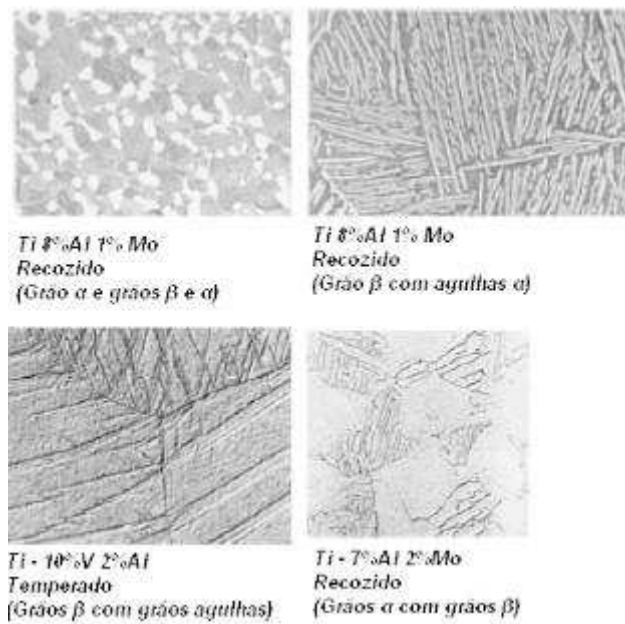 Ti 8%Al 1% Mo
Recozido
(Grão α e grãos β e α)
Ti 8%Al 1% Mo
Recozido
(Grão β com agulhas α)
Ti - 10%V 2%Al
Temperado
(Grãos β com grãos agulhas)
Ti - 7%Al 2%Mo
Recozido
(Grãos α com grãos β)